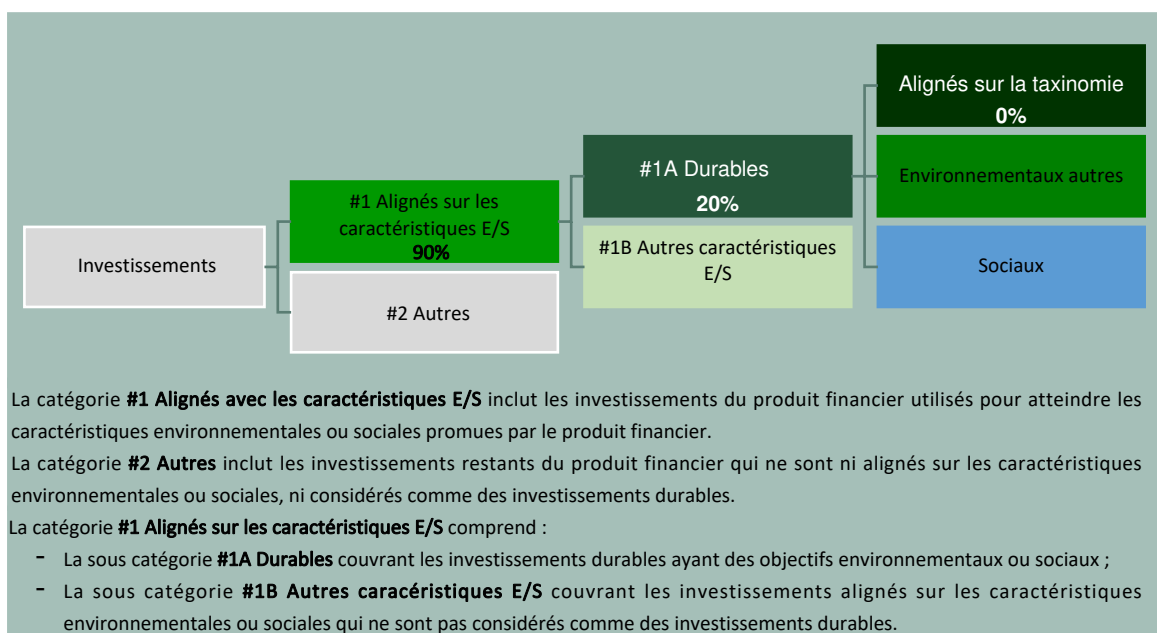 Alignés sur la taxinomie
0%
#1A Durables
20%
Environnementaux autres
#1 Alignés sur les
caractéristiques E/S
90%
Investissements
#1B Autres caractéristiques
E/S
Sociaux
#2 Autres
La catégorie #1 Alignés avec les caractéristiques E/S inclut les investissements du produit financier utilisés pour atteindre les
caractéristiques environnementales ou sociales promues par le produit financier.
La catégorie #2 Autres inclut les investissements restants du produit financier qui ne sont ni alignés sur les caractéristiques
environnementales ou sociales, ni considérés comme des investissements durables.
La catégorie #1 Alignés sur les caractéristiques E/S comprend :
- La sous catégorie #1A Durables couvrant les investissements durables ayant des objectifs environnementaux ou sociaux ;
- La sous catégorie #1B Autres caracéristiques E/S couvrant les investissements alignés sur les caractéristiques
environnementales ou sociales qui ne sont pas considérés comme des investissements durables.